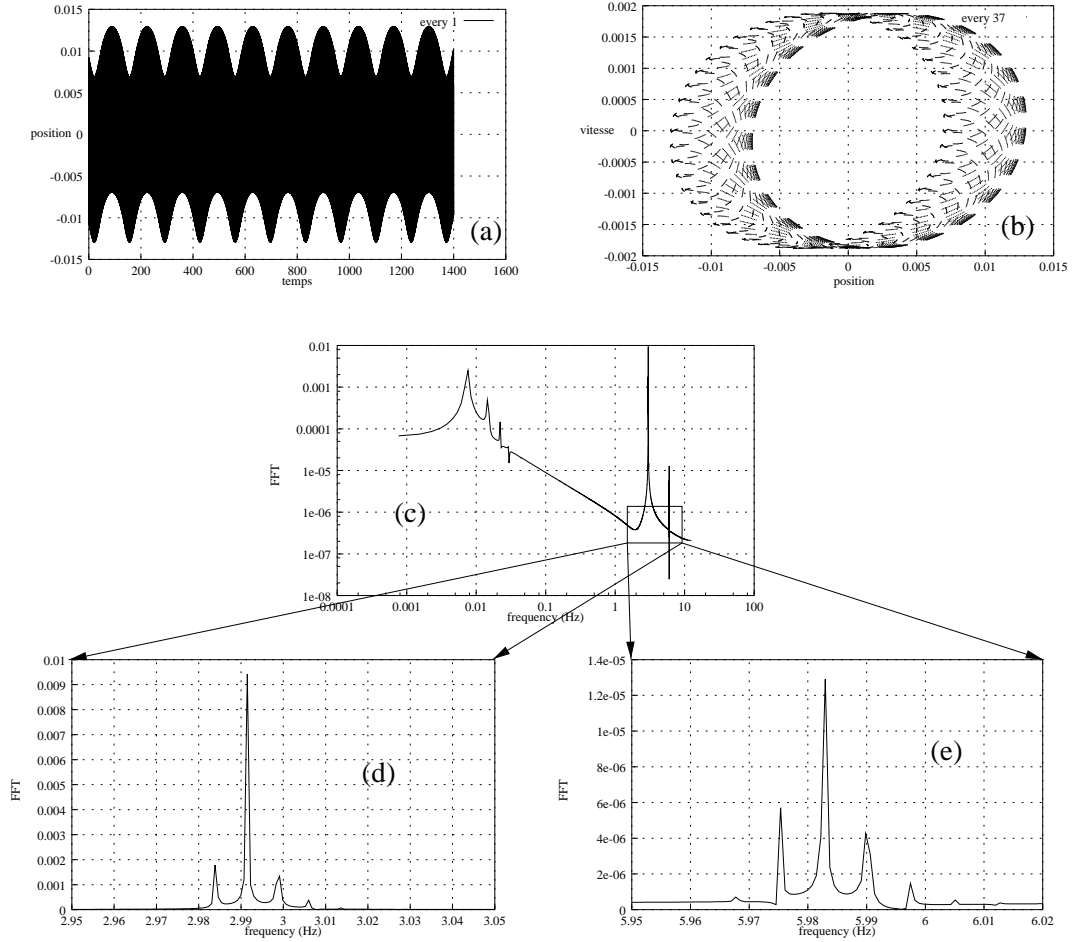 every 1
0.015
0.01
0.005
position 0
-0.005
-0.01
-0.015
0 200 400 600 800 1000 1200 1400 1600
temps
(a)
every 37
0.002
0.0015
0.001
0.0005
vitesse 0
-0.0005
-0.001
-0.0015
-0.002
-0.015 -0.01 -0.005 0 0.005 0.01 0.015
position
(b)
0.01
0.001
0.0001
1e-05
1e-06
1e-07
1e-08
FFT
(c)
0.0001 0.001 0.01 0.1 1 10 100
frequency (Hz)
0.01
0.009
0.008
0.007
0.006
0.005
0.004
0.003
0.002
0.001
0
FFT
(d)
2.95 2.96 2.97 2.98 2.99 3 3.01 3.02 3.03 3.04 3.05
frequency (Hz)
1.4e-05
1.2e-05
1e-05
8e-06
6e-06
4e-06
2e-06
0
FFT
(e)
5.95 5.96 5.97 5.98 5.99 6 6.01 6.02
frequency (Hz)